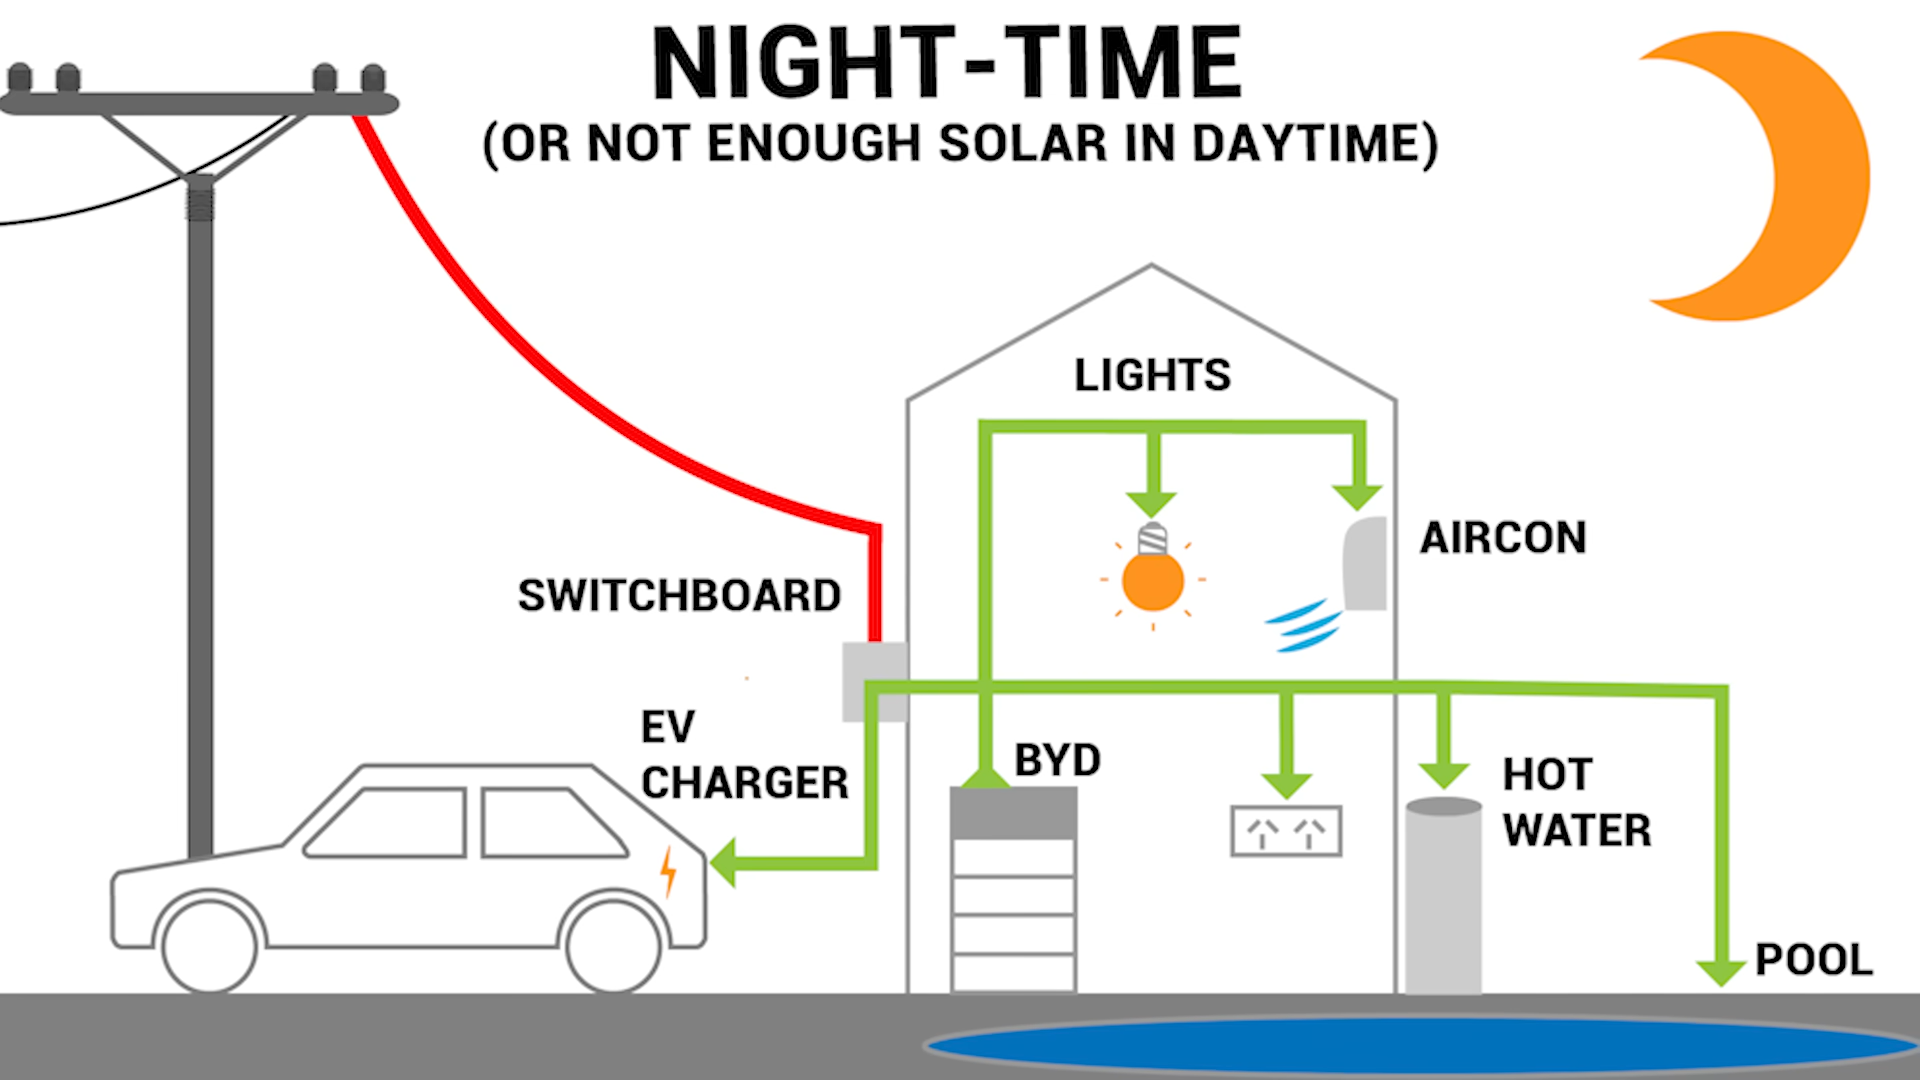 NIGHT-TIME
(OR NOT ENOUGH SOLAR IN DAYTIME)
LIGHTS
AIRCON
SWITCHBOARD
EV
CHARGER
BYD
HOT
WATER
POOL